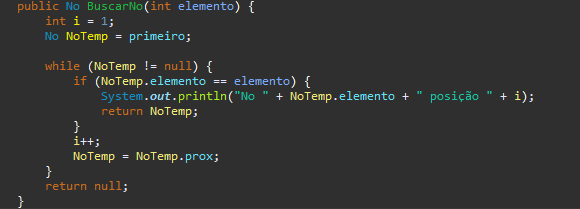 public No BuscarNo(int elemento) {
int i = 1;
No NoTemp = primeiro;
while (NoTemp != null) {
if (NoTemp.elemento == elemento) {
System.out.println("No " + NoTemp.elemento + " posição " + i);
return NoTemp;
}
i++;
NoTemp = NoTemp.prox;
}
return null;
}